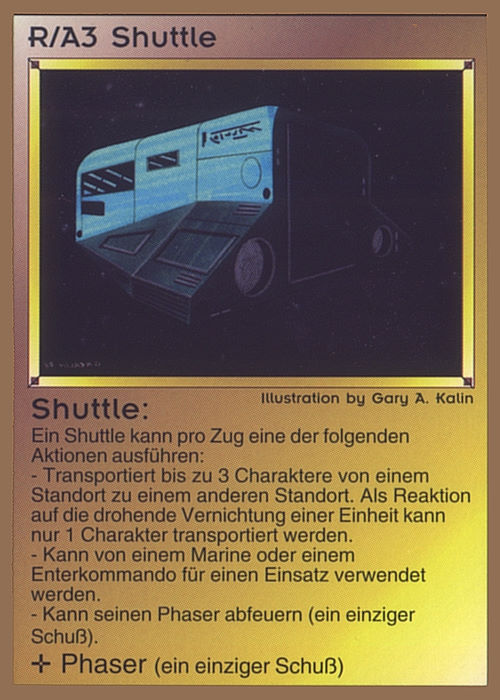 R/A3 Shuttle
Illustration by Gary A. Kalin
Shuttle:
Ein Shuttle kann pro Zug eine der folgenden
Aktionen ausführen:
- Transportiert bis zu 3 Charaktere von einem
Standort zu einem anderen Standort. Als Reaktion
auf die drohende Vernichtung einer Einheit kann
nur 1 Charakter transportiert werden.
- Kann von einem Marine oder einem
Enterkommando für einen Einsatz verwendet
werden.
- Kann seinen Phaser abfeuern (ein einziger
Schuß).
✛ Phaser (ein einziger Schuß)